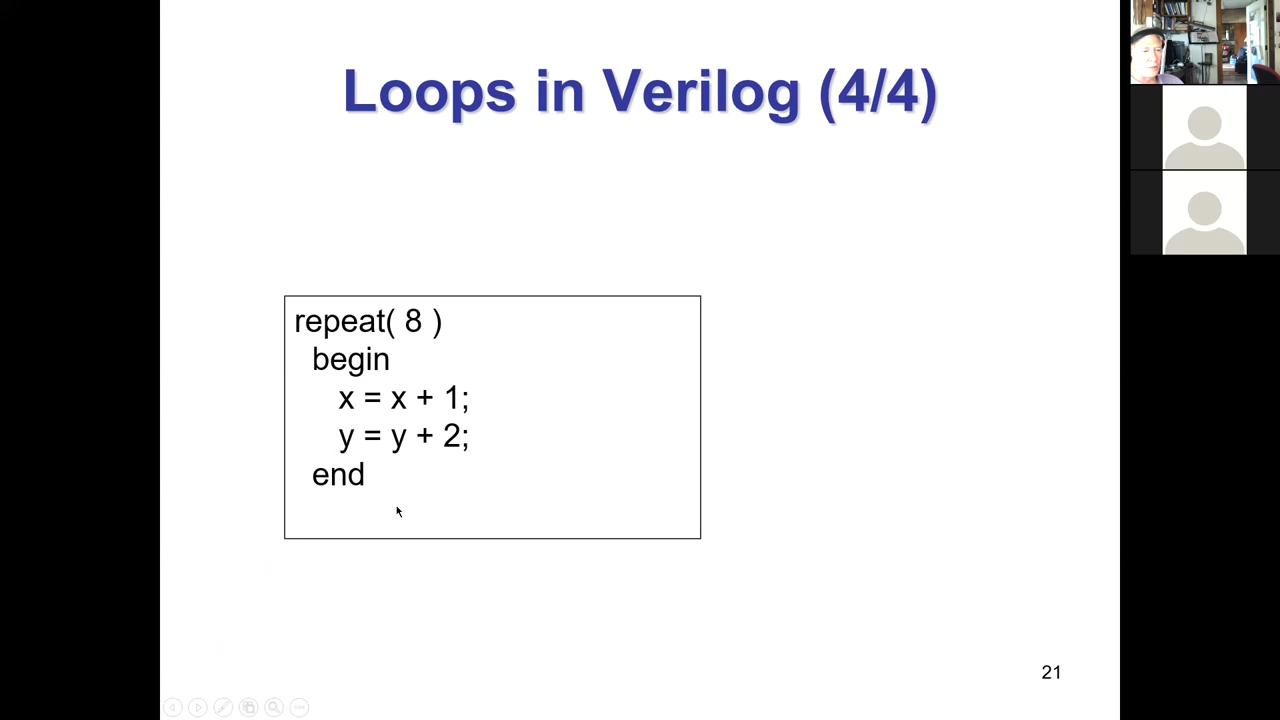 Loops in Verilog (4/4)
repeat( 8 )
begin
x = x + 1;
y = y + 2;
end
21